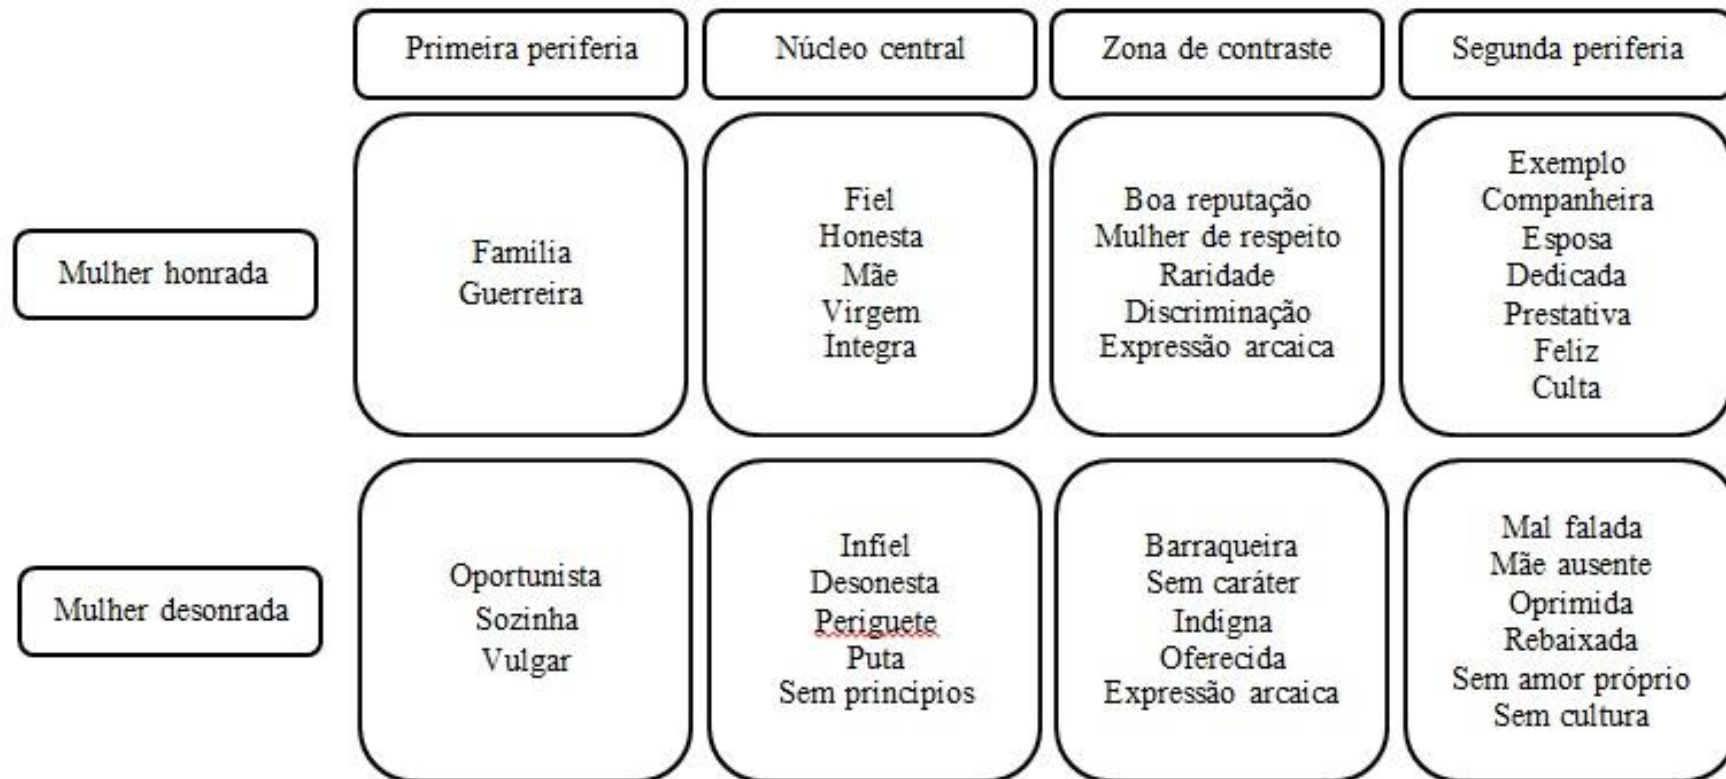 Primeira periferia
Núcleo central
Zona de contraste
Segunda periferia
Mulher honrada
Família
Guerreira
Fiel
Honesta
Mãe
Virgem
Íntegra
Boa reputação
Mulher de respeito
Raridade
Discriminação
Expressão arcaica
Exemplo
Companheira
Esposa
Dedicada
Prestativa
Feliz
Culta
Mulher desonrada
Oportunista
Sozinha
Vulgar
Infiel
Desonesta
Periguete
Puta
Sem princípios
Barraqueira
Sem caráter
Indigna
Oferecida
Expressão arcaica
Mal falada
Mãe ausente
Oprimida
Rebaixada
Sem amor próprio
Sem cultura